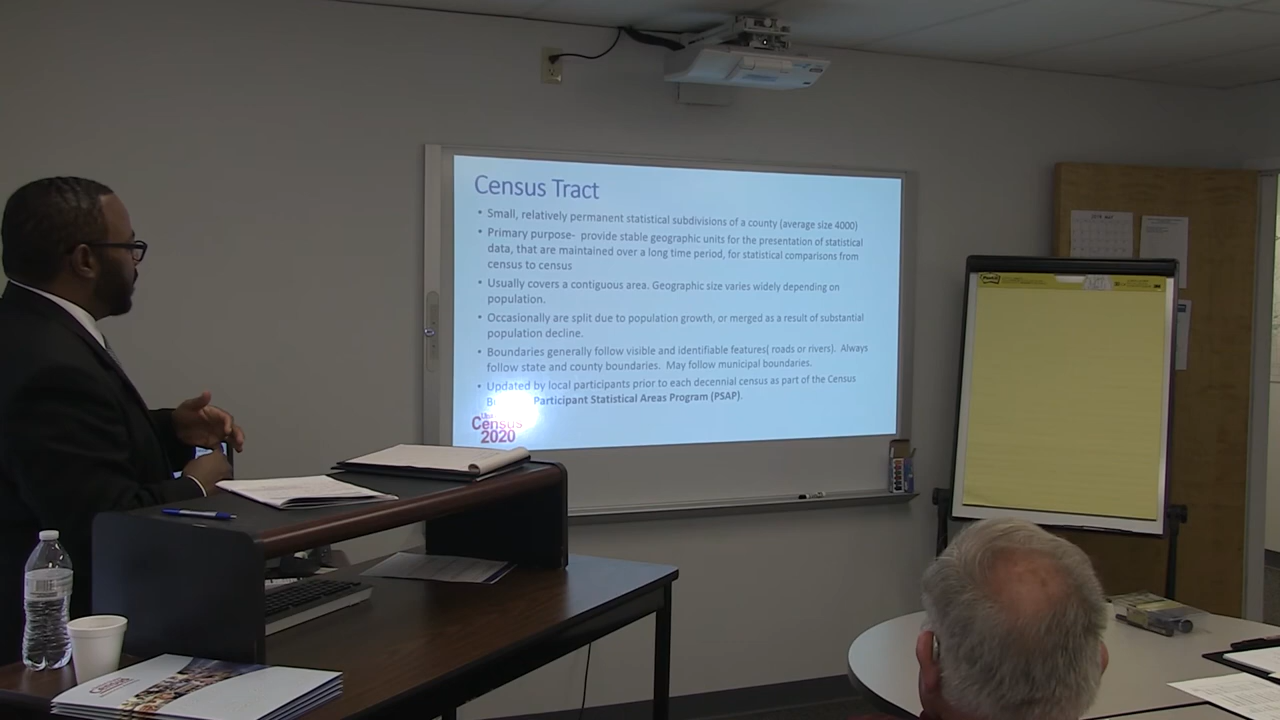 Census Tract
• Small, relatively permanent statistical subdivisions of a county (average size 4000)
• Primary purpose- provide stable geographic units for the presentation of statistical
data, that are maintained over a long time period, for statistical comparisons from
census to census
• Usually covers a contiguous area. Geographic size varies widely depending on
population.
• Occasionally are split due to population growth, or merged as a result of substantial
population decline.
• Boundaries generally follow visible and identifiable features( roads or rivers). Always
follow state and county boundaries. May follow municipal boundaries.
• Updated by local participants prior to each decennial census as part of the Census
Participant Statistical Areas Program (PSAP).
Census
2020
Post-it
Census